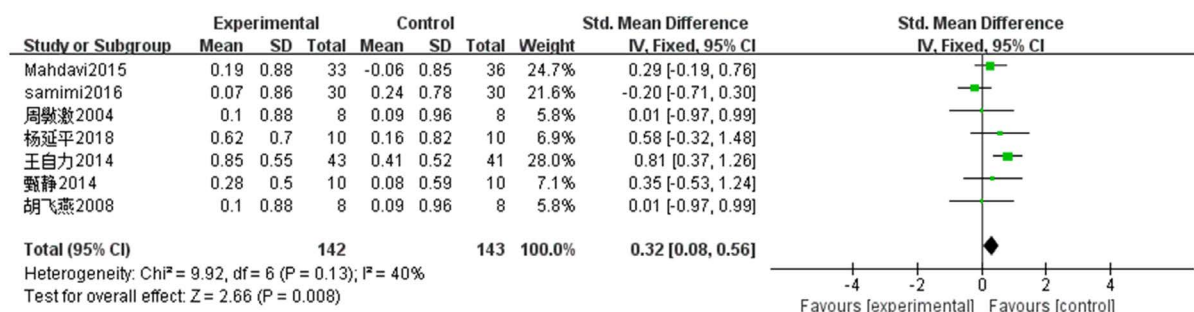 Experimental Control Std. Mean Difference Std. Mean Difference
Study or Subgroup Mean SD Total Mean SD Total Weight IV, Fixed, 95% CI IV, Fixed, 95% CI
Mahdavi2015 0.19 0.88 33 -0.06 0.85 36 24.7% 0.29 [-0.19, 0.76]
samimi2016 0.07 0.86 30 0.24 0.78 30 21.6% -0.20 [-0.71, 0.30]
2004 0.1 0.88 8 0.09 0.96 8 5.8% 0.01 [-0.97, 0.99]
杨延平2018 0.62 0.7 10 0.16 0.82 10 6.9% 0.58 [-0.32, 1.48]
王自力2014 0.85 0.55 43 0.41 0.52 41 28.0% 0.81 [0.37, 1.26]
甄静2014 0.28 0.5 10 0.08 0.59 10 7.1% 0.35 [-0.53, 1.24]
胡飞燕2008 0.1 0.88 8 0.09 0.96 8 5.8% 0.01 [-0.97, 0.99]
Total (95% CI) 142 143 100.0% 0.32 [0.08, 0.56]
Heterogeneity: Chi² = 9.92, df = 6 (P = 0.13); I² = 40%
Test for overall effect: Z = 2.66 (P = 0.008)
-4 -2 0 2 4
Favours [experimental] Favours [control]